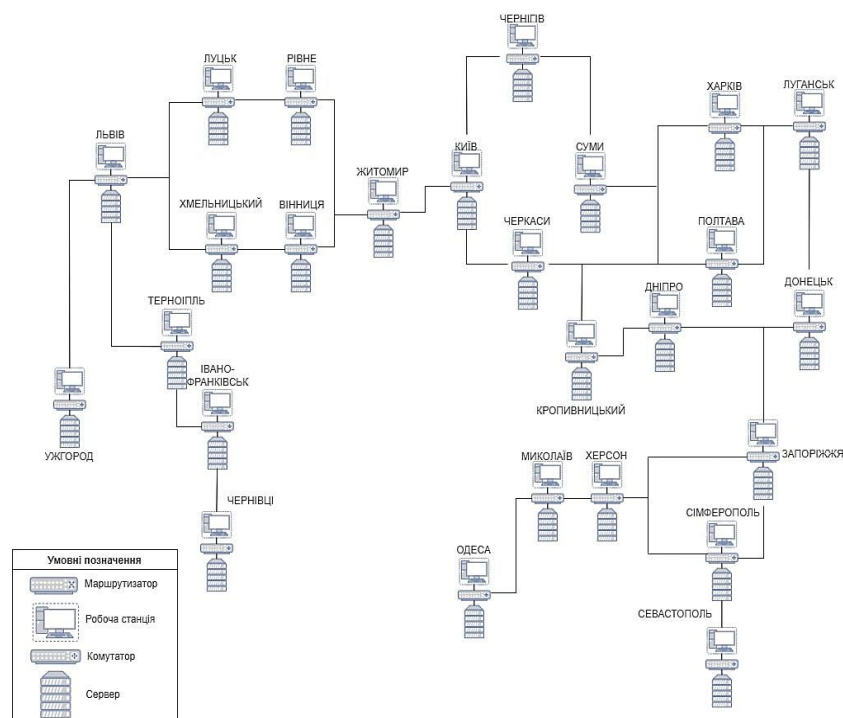 ЧЕРНІГІВ
ЛУЦЬК
РІВНЕ
ХАРКІВ
ЛУГАНСЬК
ЛЬВІВ
КИЇВ
СУМИ
ЖИТОМИР
ХМЕЛЬНИЦЬКИЙ
ВІННИЦЯ
ЧЕРКАСИ
ПОЛТАВА
ТЕРНОІПЛЬ
ДНІПРО
ДОНЕЦЬК
ІВАНО-
ФРАНКІВСЬК
КРОПИВНИЦЬКИЙ
УЖГОРОД
МИКОЛАЇВ
ХЕРСОН
ЗАПОРІЖЖЯ
ЧЕРНІВЦІ
СІМФЕРОПОЛЬ
ОДЕСА
Умовні позначення
Маршрутизатор
СЕВАСТОПОЛЬ
Робоча станція
Комутатор
Сервер